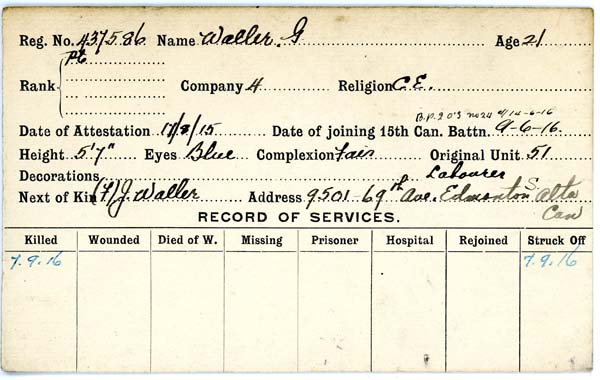 Reg. No. 437586 Name Waller. G Age 21
Rank Pte Company 4 Religion C.E.
B.P.2 O's no 24 d/14-6-16
Date of Attestation 17/8/15 Date of joining 15th Can. Battn. 9-6-16
Height 5'7" Eyes Blue Complexion Fair Original Unit 51
Decorations Labourer
Next of Kin (F) J. Waller Address 9501-69th Ave. Edmonton S. Alta
Can
RECORD OF SERVICES.
Killed Wounded Died of W. Missing Prisoner Hospital Rejoined Struck Off
7.9.16 7.9.16